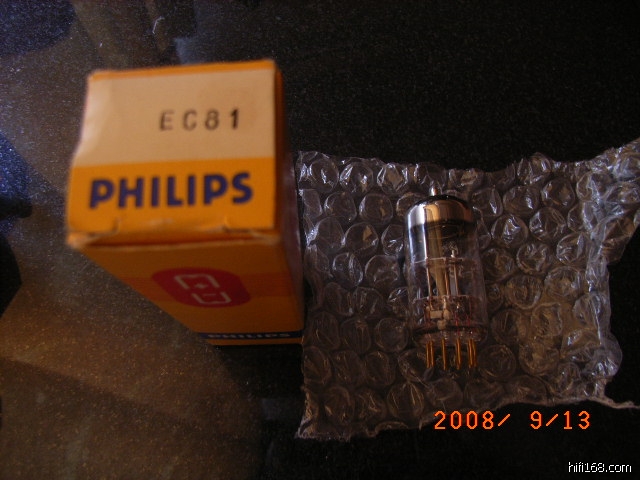 EC81
PHILIPS
PHILIPS
2008/ 9/13
hifi168.com